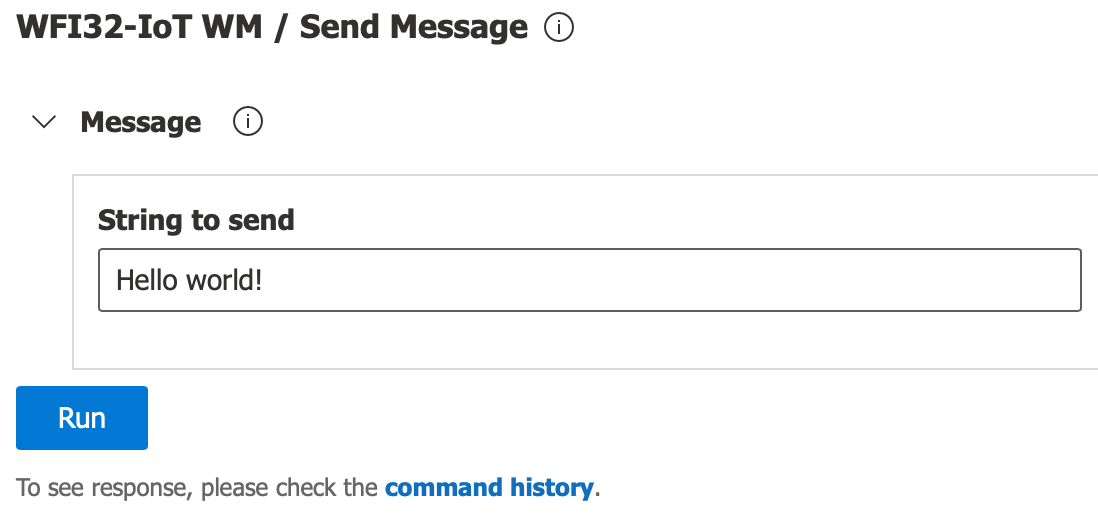 WFI32-IoT WM / Send Message
Message
String to send
Hello world!
Run
To see response, please check the command history.